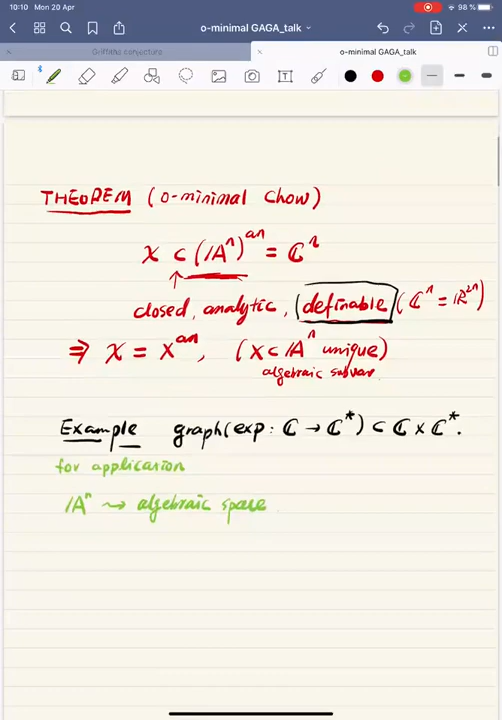 10:10 Mon 20 Apr
98 %
o-minimal GAGA_talk
Griffiths conjecture
o-minimal GAGA_talk
THEOREM (o-minimal Chow)
𝒳 ⊂ (𝔸ⁿ)^an = ℂⁿ
↑
closed, analytic, definable (ℂⁿ = ℝ²ⁿ)
⇒ 𝒳 = X^an, (X ⊂ 𝔸ⁿ unique)
algebraic subvar.
Example graph(exp: ℂ → ℂ*) ⊂ ℂ × ℂ*.
for application
𝔸ⁿ ⇝ algebraic space